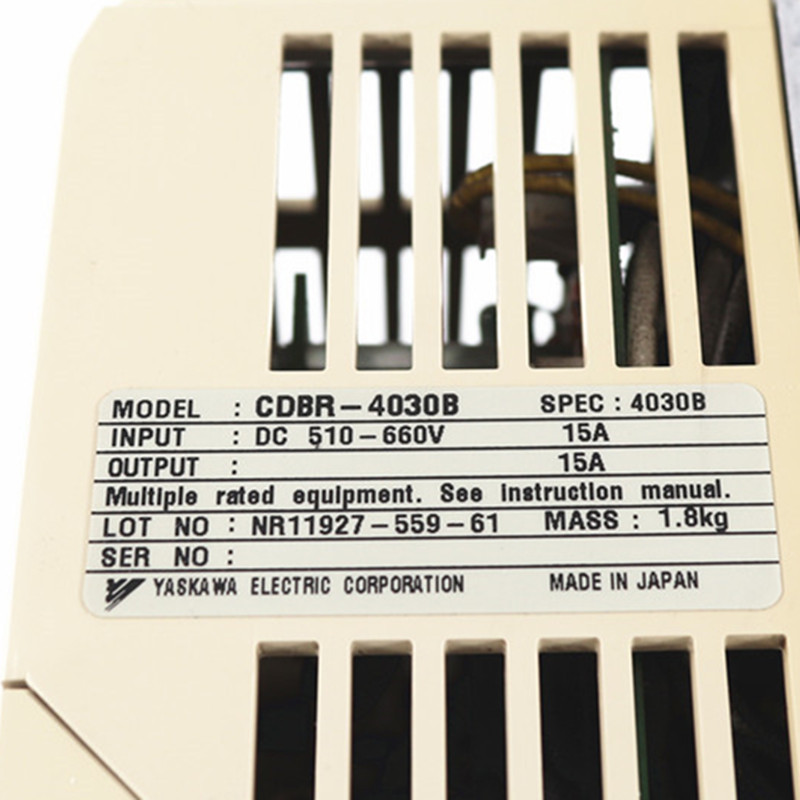 MODEL : CDBR-4030B SPEC : 4030B
INPUT : DC 510-660V 15A
OUTPUT : 15A
Multiple rated equipment. See instruction manual.
LOT NO : NR11927-559-61 MASS : 1.8kg
SER NO :
YASKAWA ELECTRIC CORPORATION MADE IN JAPAN